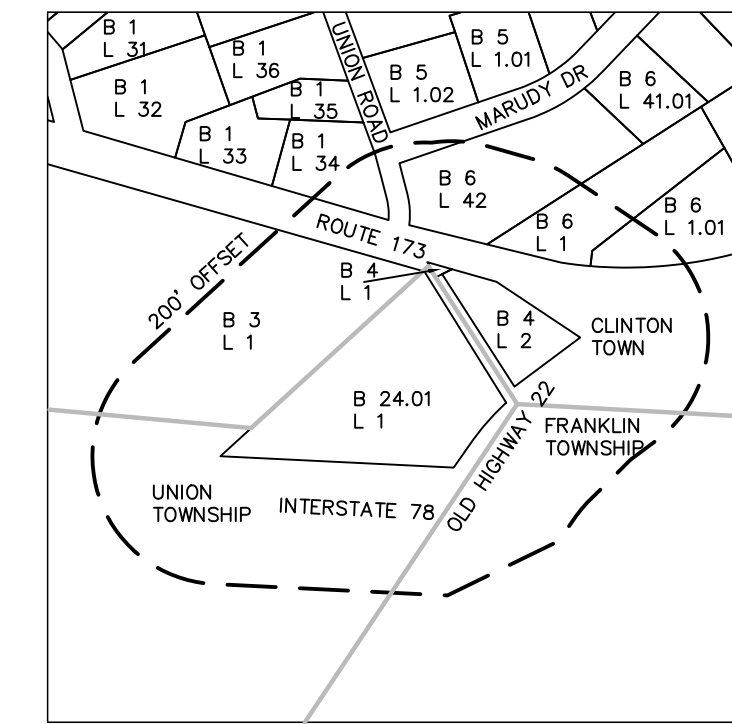 B 1
L 31
B 1
L 36
B 1
L 32
B 1
L 35
B 1
L 33
B 1
L 34
UNION ROAD
B 5
L 1.02
B 5
L 1.01
MARUDY DR
B 6
L 41.01
B 6
L 42
B 6
L 1
B 6
L 1.01
ROUTE 173
200' OFFSET
B 4
L 1
B 3
L 1
B 4
L 2
CLINTON
TOWN
B 24.01
L 1
OLD HIGHWAY 22
FRANKLIN
TOWNSHIP
UNION
TOWNSHIP
INTERSTATE 78